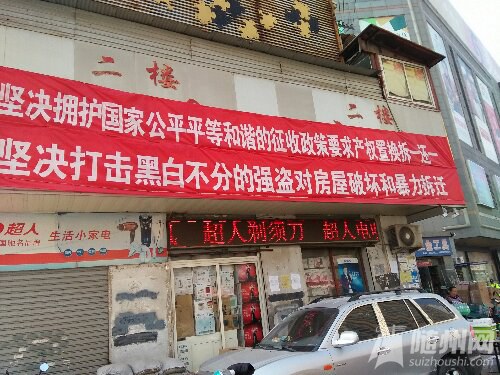 二楼
二楼
坚决拥护国家公平平等和谐的征收政策要求产权置换拆一还一
坚决打击黑白不分的强盗对房屋破坏和暴力拆迁
超人 生活小家电
超人剃须刀 超人电
随州网
suizhoushi.com